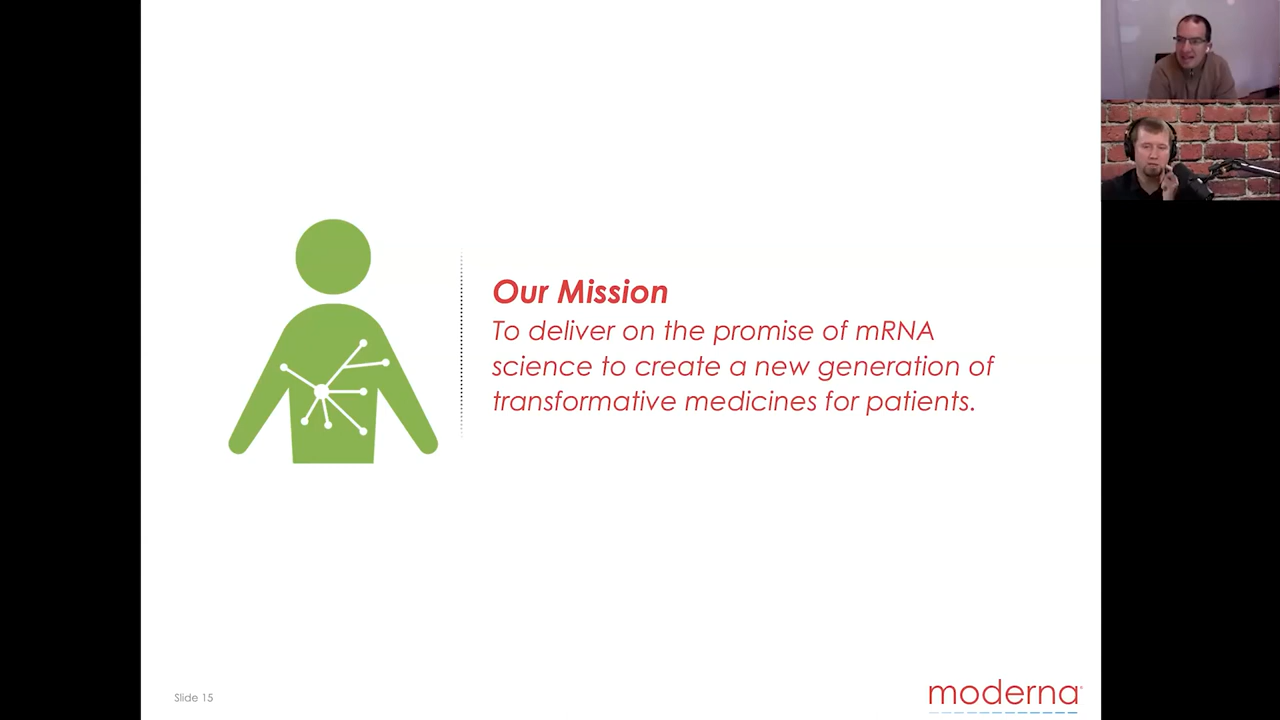 Our Mission
To deliver on the promise of mRNA
science to create a new generation of
transformative medicines for patients.
Slide 15
moderna